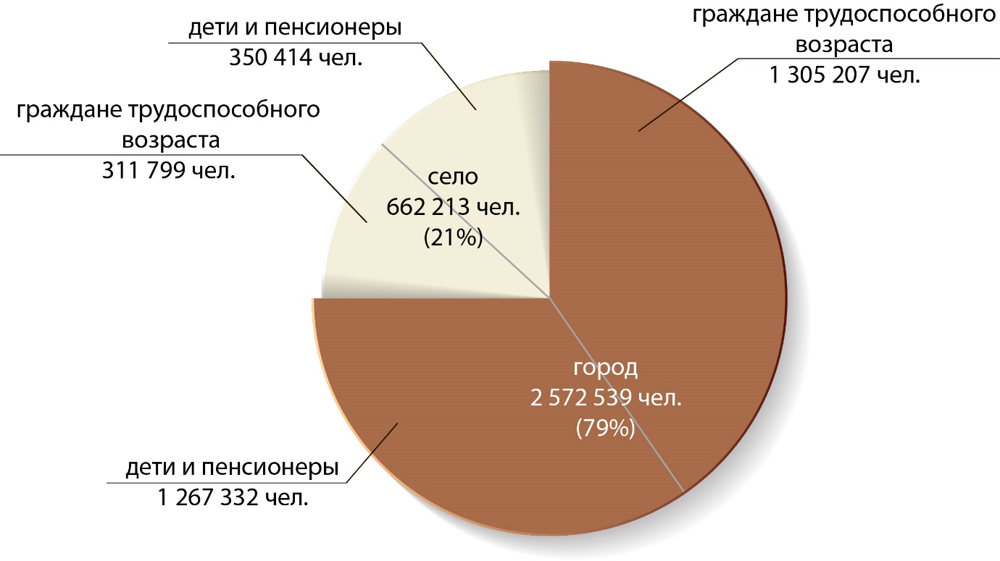 граждане трудоспособного
возраста
1 305 207 чел.
дети и пенсионеры
350 414 чел.
граждане трудоспособного
возраста
311 799 чел.
село
662 213 чел.
(21%)
город
2 572 539 чел.
(79%)
дети и пенсионеры
1 267 332 чел.